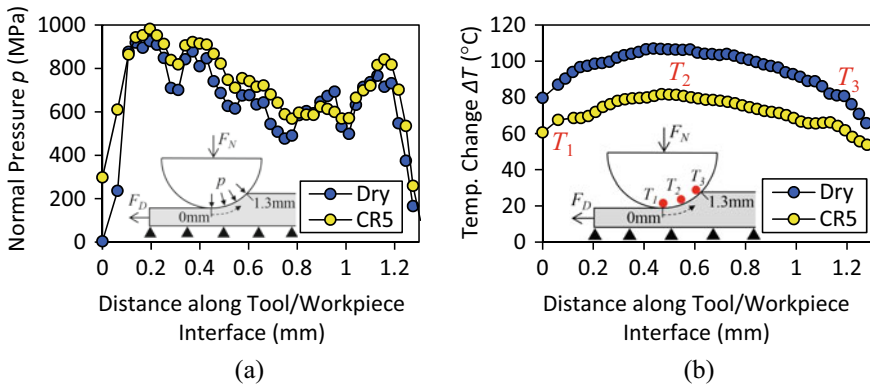 Normal Pressure p (MPa)
1000
800
600
400
200
0
0
0.2
0.4
0.6
0.8
1
1.2
F_N
p
F_D
0mm
1.3mm
Dry
CR5
Distance along Tool/Workpiece
Interface (mm)
(a)
Temp. Change ΔT (°C)
120
100
80
60
40
20
0
0
0.2
0.4
0.6
0.8
1
1.2
T_1
T_2
T_3
F_N
T_1
T_2
T_3
F_D
0mm
1.3mm
Dry
CR5
Distance along Tool/Workpiece
Interface (mm)
(b)